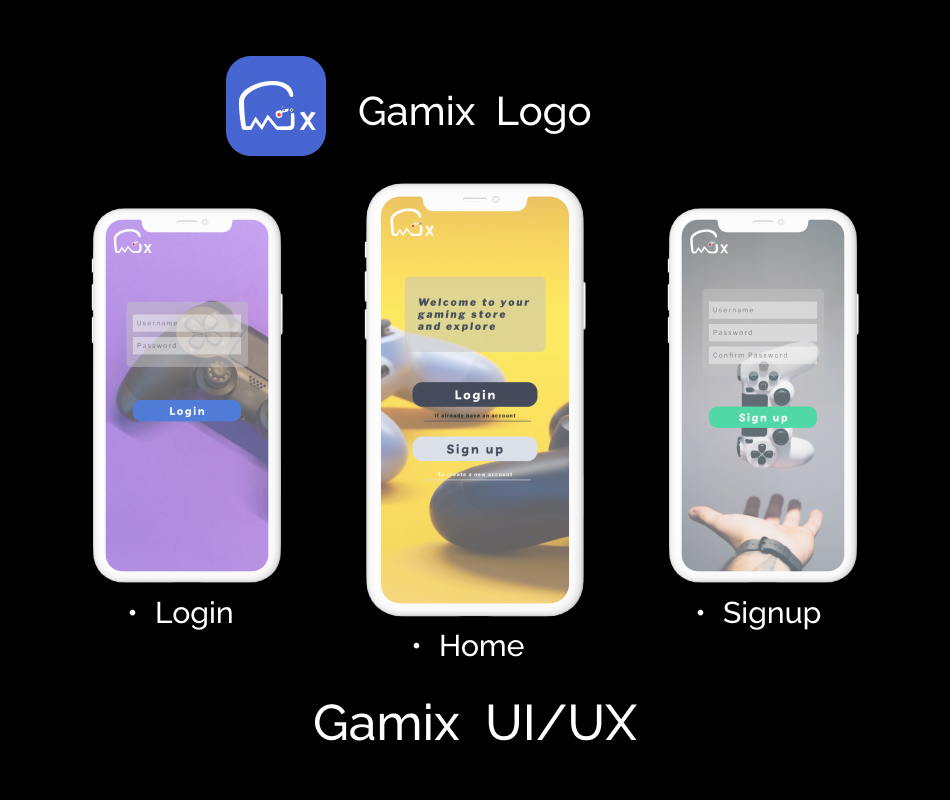 Gamix Logo
x
x
Username
Password
Login
• Login
x
Welcome to your
gaming store
and explore
Login
if already have an account
Sign up
To create a new account
• Home
x
Username
Password
Confirm Password
Sign up
• Signup
Gamix UI/UX